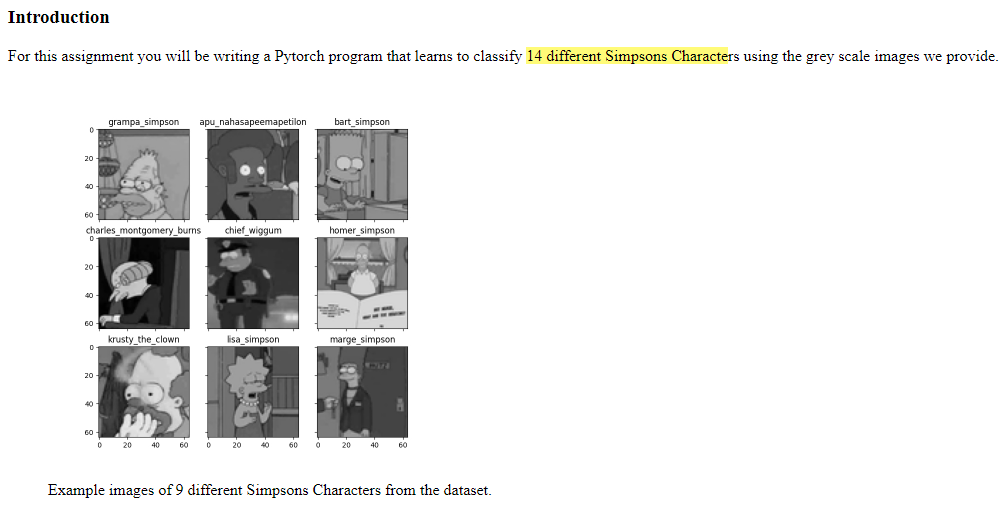 Introduction
For this assignment you will be writing a Pytorch program that learns to classify 14 different Simpsons Characters using the grey scale images we provide.
grampa_simpson apu_nahasapeemapetilon bart_simpson
0
20
40
60
charles_montgomery_burns chief_wiggum homer_simpson
0
20
40
60
krusty_the_clown lisa_simpson marge_simpson
0
20
40
60
0 20 40 60 0 20 40 60 0 20 40 60
Example images of 9 different Simpsons Characters from the dataset.